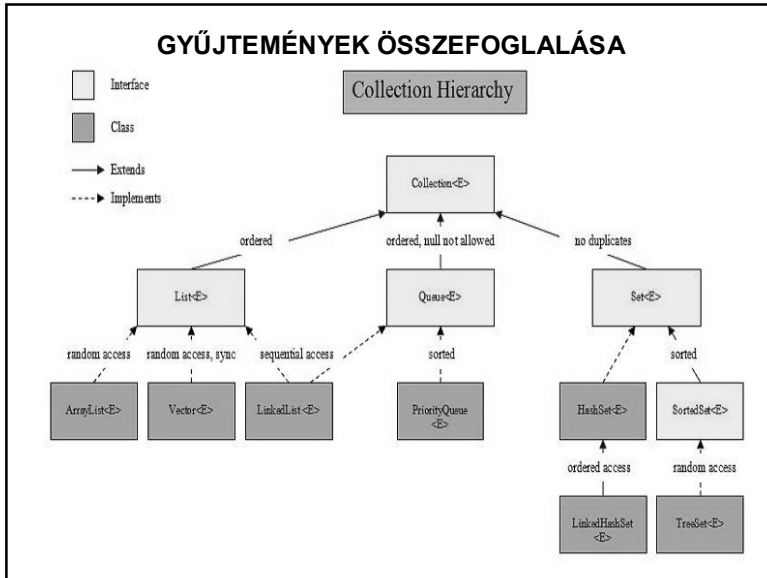 GYŰJTEMÉNYEK ÖSSZEFOGLALÁSA
Interface
Collection Hierarchy
Class
Extends
Implements
Collection<E>
ordered
ordered, null not allowed
no duplicates
List<E>
Queue<E>
Set<E>
random access
random access, sync
sequential access
sorted
sorted
ArrayList<E>
Vector<E>
LinkedList <E>
PriorityQueue
<E>
HashSet<E>
SortedSet<E>
ordered access
random access
LinkedHashSet
<E>
TreeSet<E>